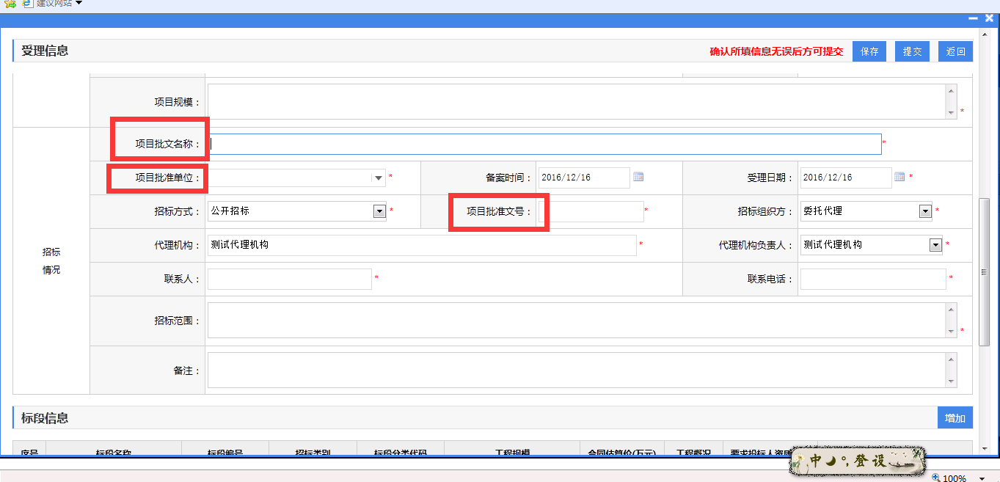 建议网站
受理信息
确认所填信息无误后方可提交
保存
提交
返回
项目规模：
*
项目批文名称：
*
项目批准单位：
*
备案时间：
2016/12/16
受理日期：
2016/12/16
*
招标方式：
公开招标
*
项目批准文号：
*
招标组织方：
委托代理
*
招标
情况
代理机构：
测试代理机构
*
代理机构负责人：
测试代理机构
*
联系人：
*
联系电话：
*
招标范围：
*
备注：
标段信息
增加
序号
标段名称
标段编号
招标类别
标段分类代码
工程规模
合同估算价(万元)
工程概况
要求投标人资质
中
登
设
100%